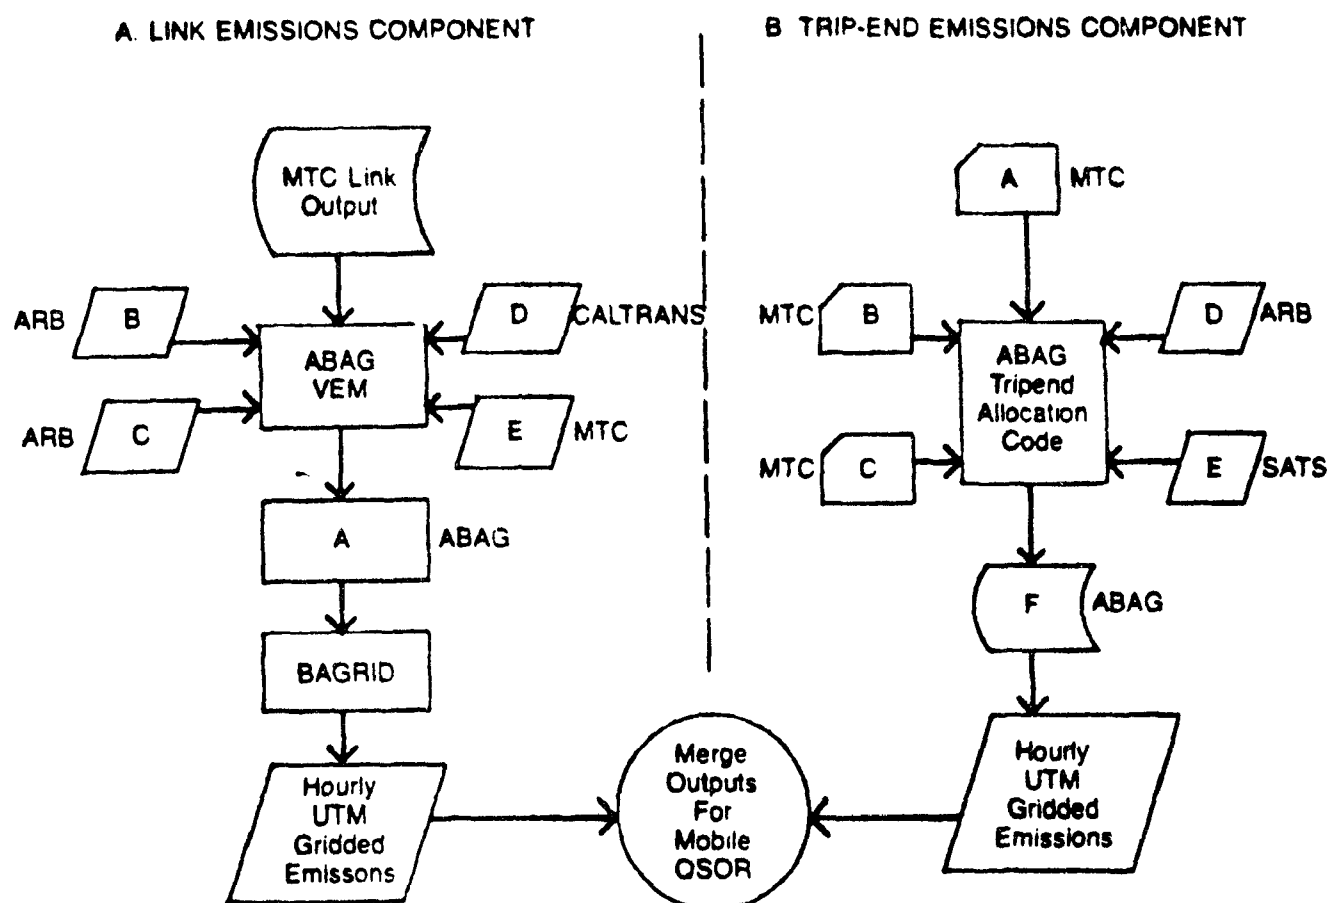 A. LINK EMISSIONS COMPONENT
MTC Link
Output
ARB B
D CALTRANS
ABAG
VEM
ARB C
E MTC
A ABAG
BAGRID
Hourly
UTM
Gridded
Emissons
B TRIP-END EMISSIONS COMPONENT
A MTC
MTC B
D ARB
ABAG
Tripend
Allocation
Code
MTC C
E SATS
F ABAG
Hourly
UTM
Gridded
Emissions
Merge
Outputs
For
Mobile
QSOR